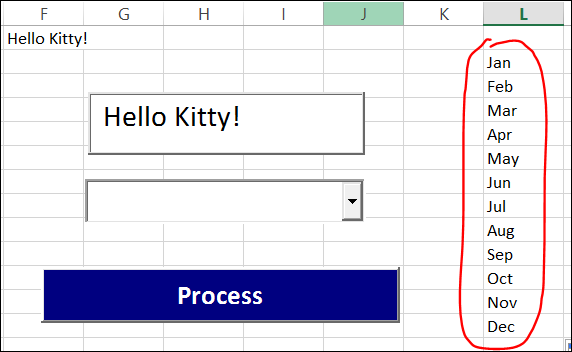 F G H I J K L
Hello Kitty!
Jan
Feb
Hello Kitty!
Mar
Apr
May
Jun
Jul
Aug
Sep
Oct
Process
Nov
Dec